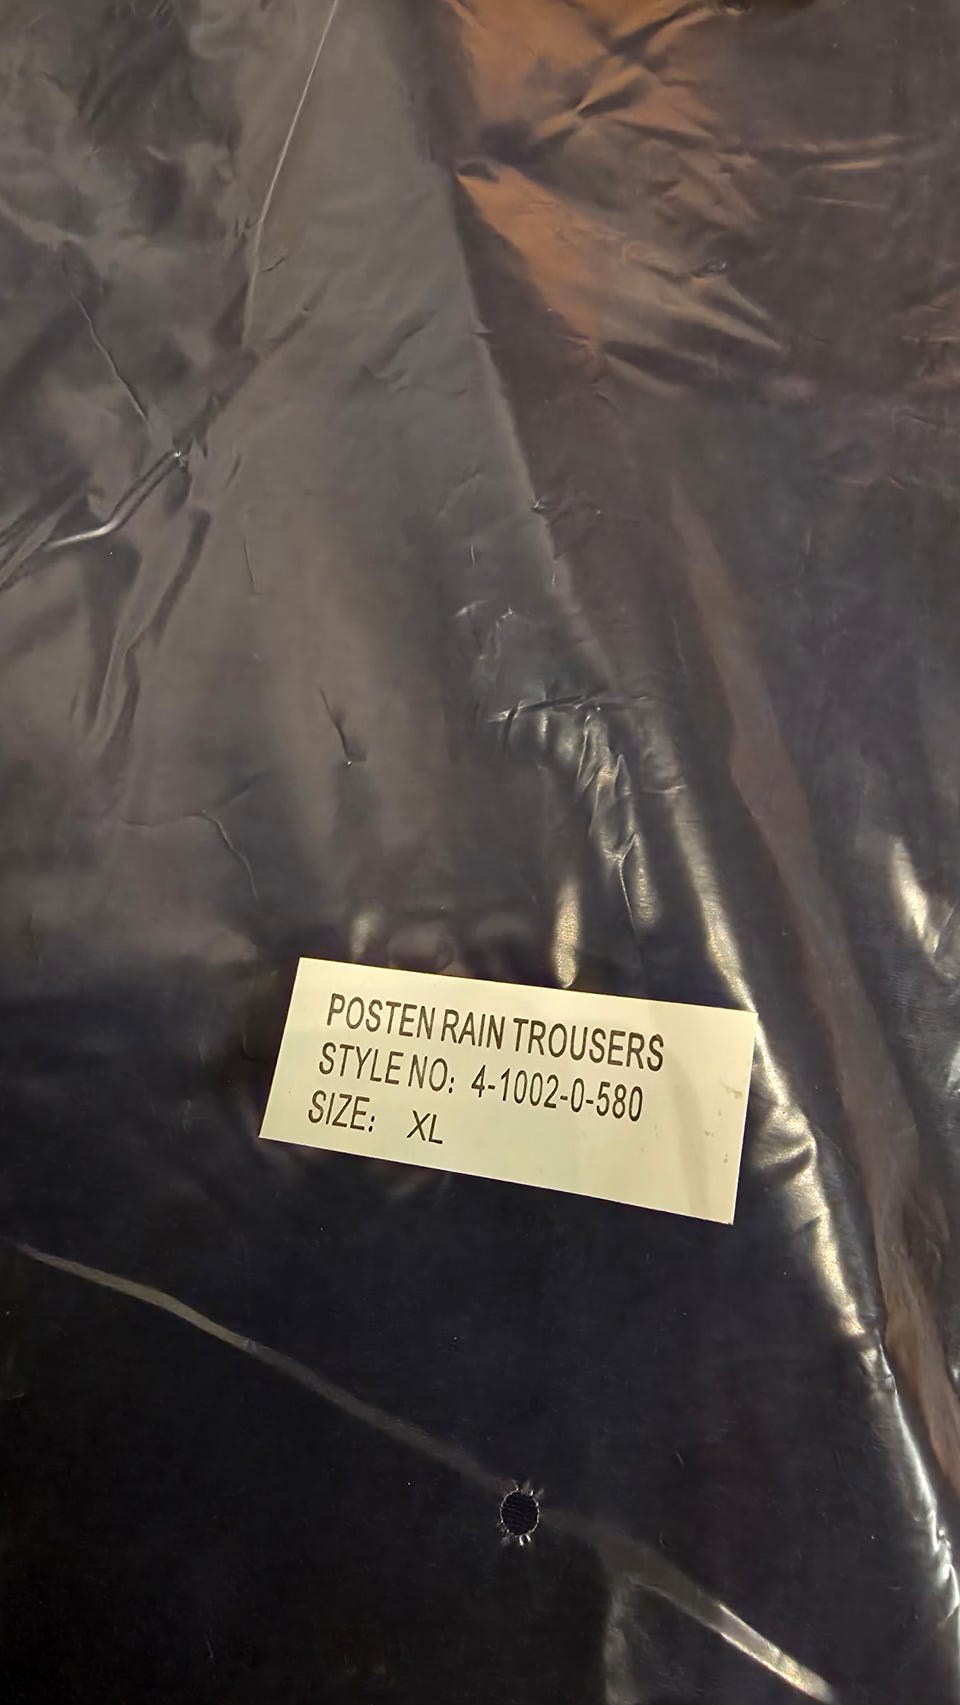 POSTEN RAIN TROUSERS
STYLE NO: 4-1002-0-580
SIZE: XL